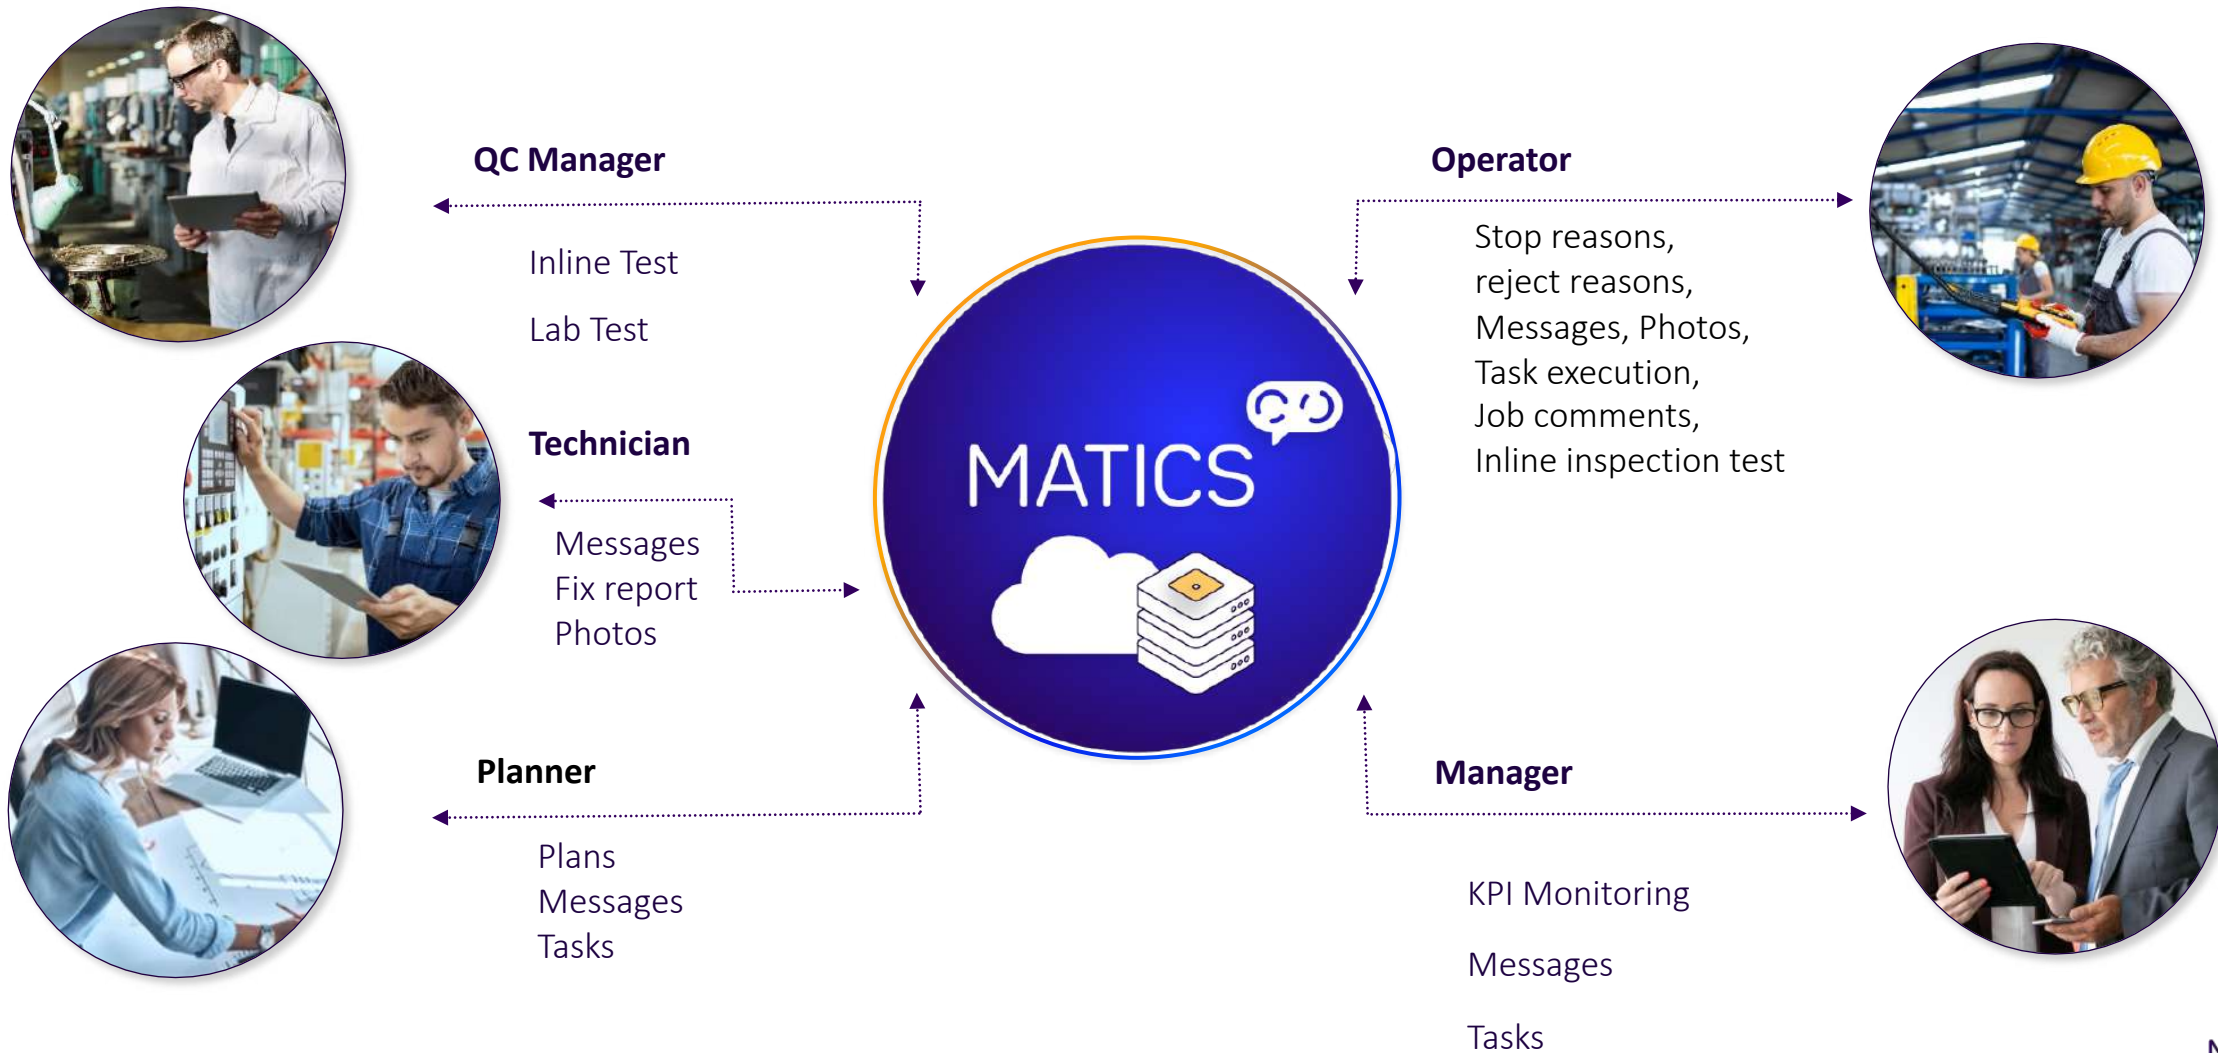 QC Manager
Inline Test
Lab Test
Technician
Messages
Fix report
Photos
Planner
Plans
Messages
Tasks
MATICS
Operator
Stop reasons,
reject reasons,
Messages, Photos,
Task execution,
Job comments,
Inline inspection test
Manager
KPI Monitoring
Messages
Tasks